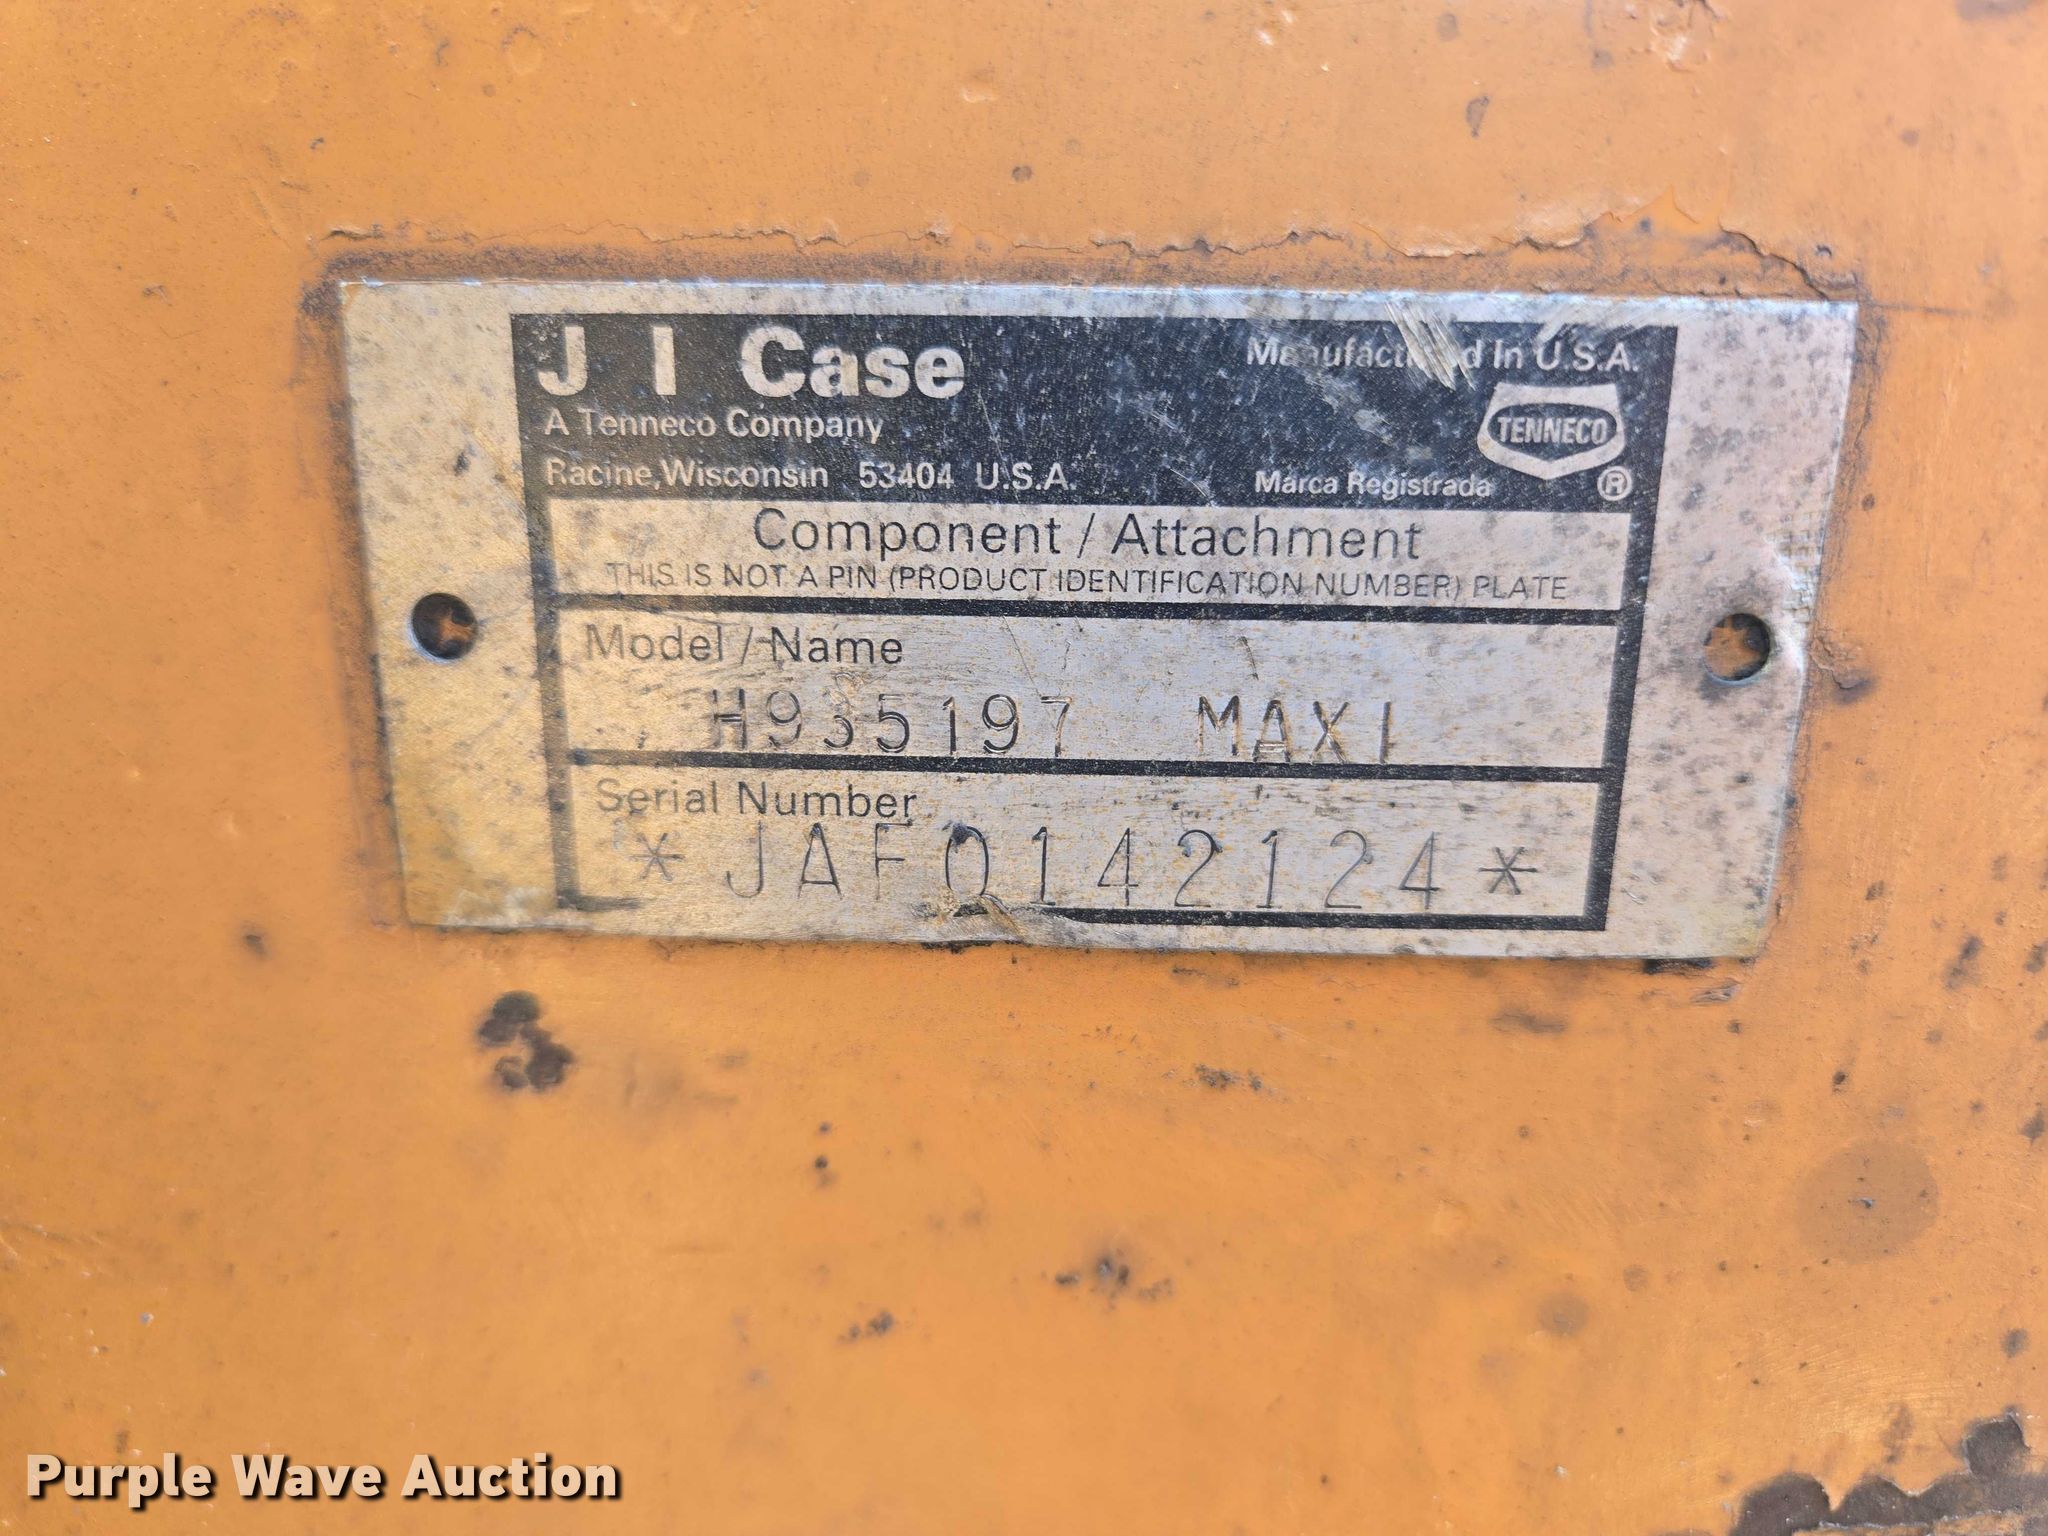 J I Case
Manufactured In U.S.A.
A Tenneco Company
TENNECO
Racine, Wisconsin 53404 U.S.A.
Marca Registrada ®
Component / Attachment
THIS IS NOT A PIN (PRODUCT IDENTIFICATION NUMBER) PLATE
Model / Name
H935197 MAXI
Serial Number
*JAF0142124*
Purple Wave Auction